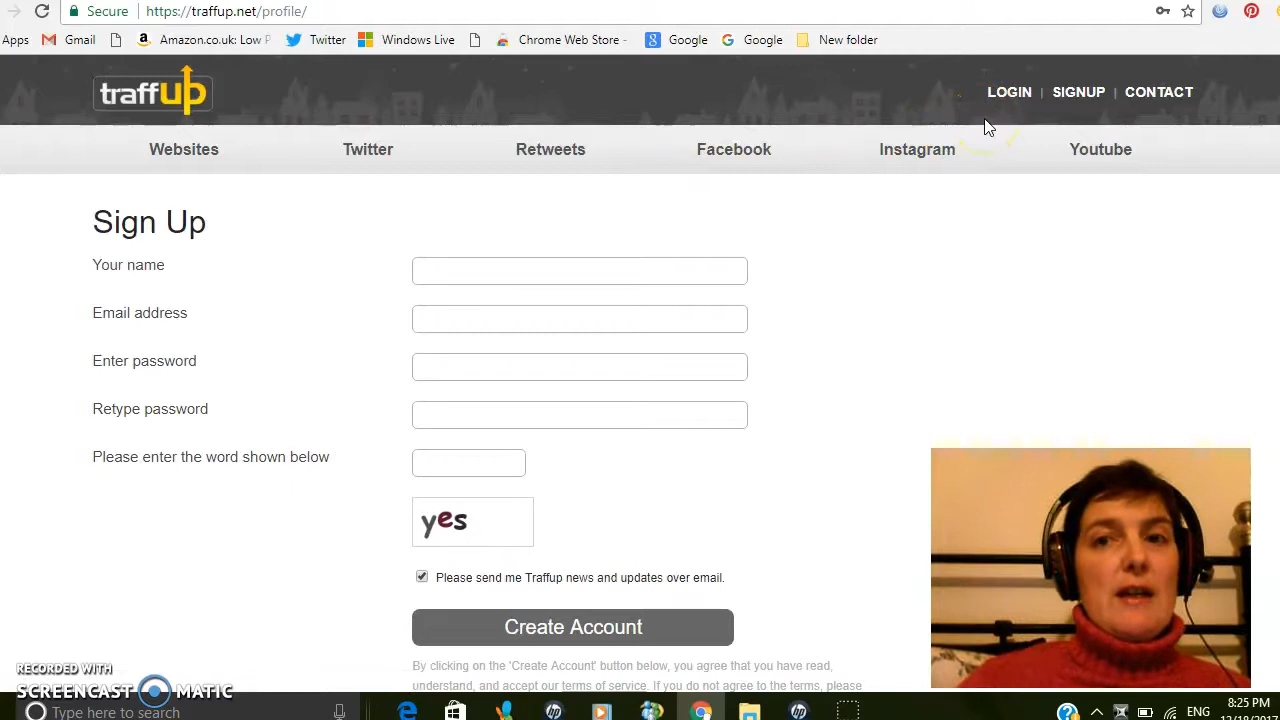 Secure https://traffup.net/profile/
Apps Gmail Amazon.co.uk: Low P Twitter Windows Live Chrome Web Store - Google Google New folder
traffup
LOGIN | SIGNUP | CONTACT
Websites Twitter Retweets Facebook Instagram Youtube
Sign Up
Your name
Email address
Enter password
Retype password
Please enter the word shown below
yes
Please send me Traffup news and updates over email.
Create Account
By clicking on the 'Create Account' button below, you agree that you have read,
understand, and accept our terms of service. If you do not agree to the terms, please
RECORDED WITH
SCREENCAST MATIC
Type here to search
ENG
8:25 PM